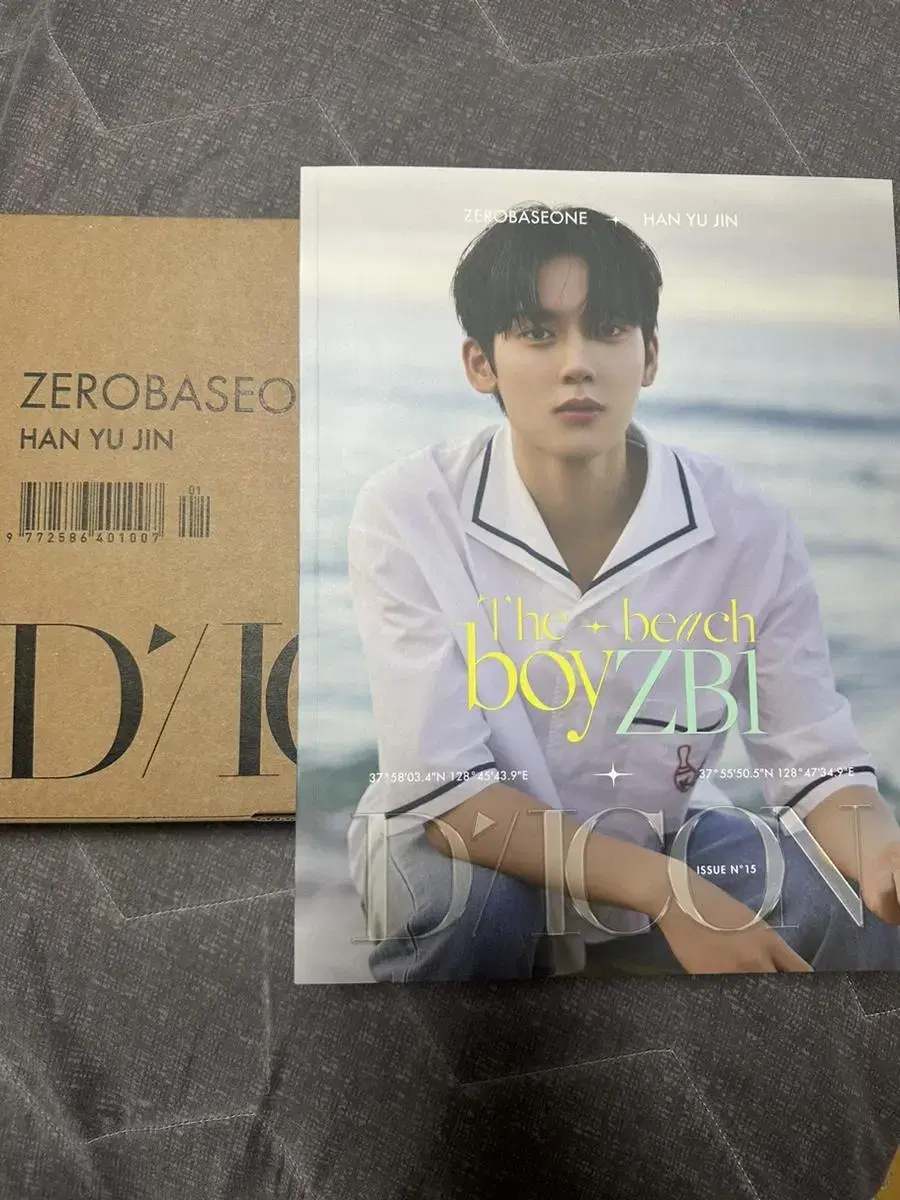 ZEROBASEO
HAN YU JIN
01
9 772586 401007
D'/IC
ZEROBASEONE + HAN YU JIN
The beach
boyZB1
37°58'03.4"N 128°45'43.9"E
37°55'50.5"N 128°47'34.9"E
D'/ICON
ISSUE N°15